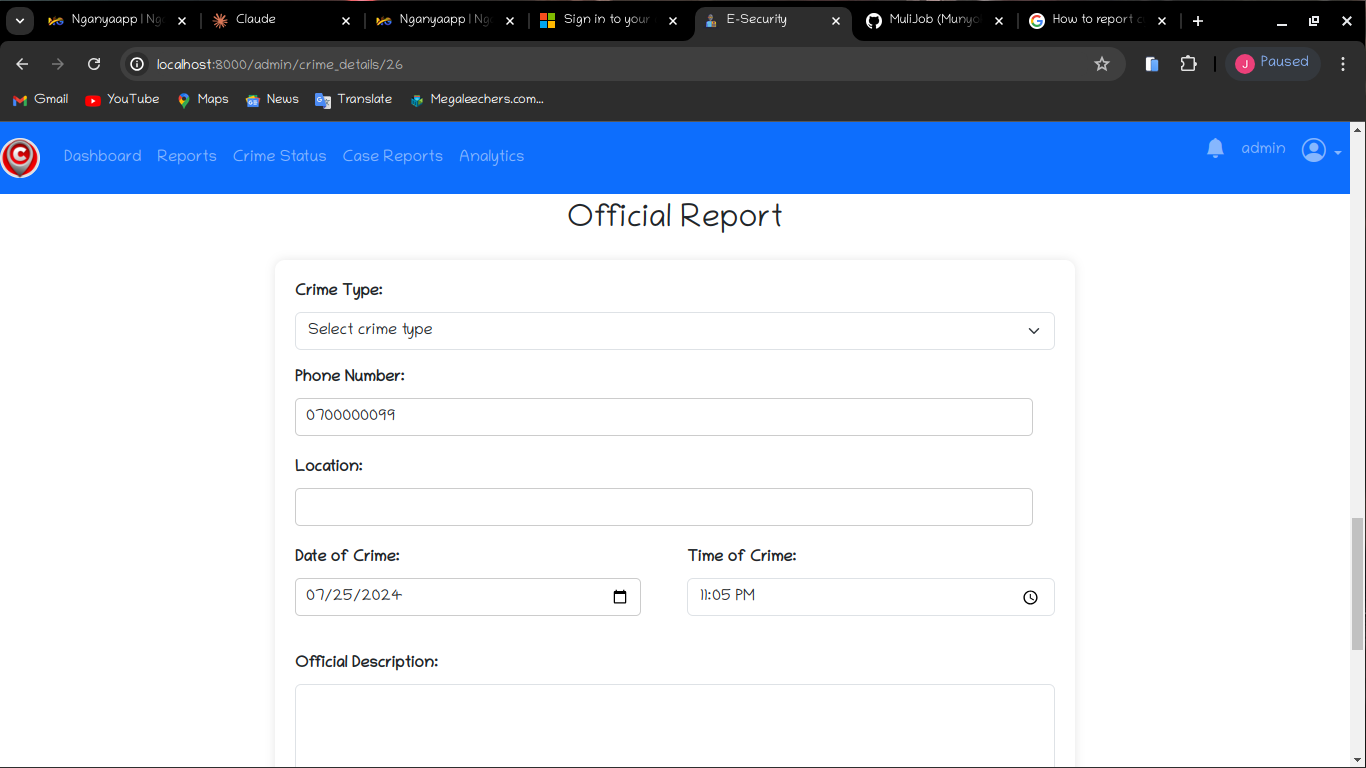 Nganyaapp | Ng
Claude
Nganyaapp | Ng
Sign in to your
E-Security
MuliJob (Munyo
How to report c
localhost:8000/admin/crime_details/26
J Paused
Gmail YouTube Maps News Translate Megaleechers.com...
C Dashboard Reports Crime Status Case Reports Analytics admin
Official Report
Crime Type:
Select crime type
Phone Number:
0700000099
Location:
Date of Crime: Time of Crime:
07/25/2024 11:05 PM
Official Description: